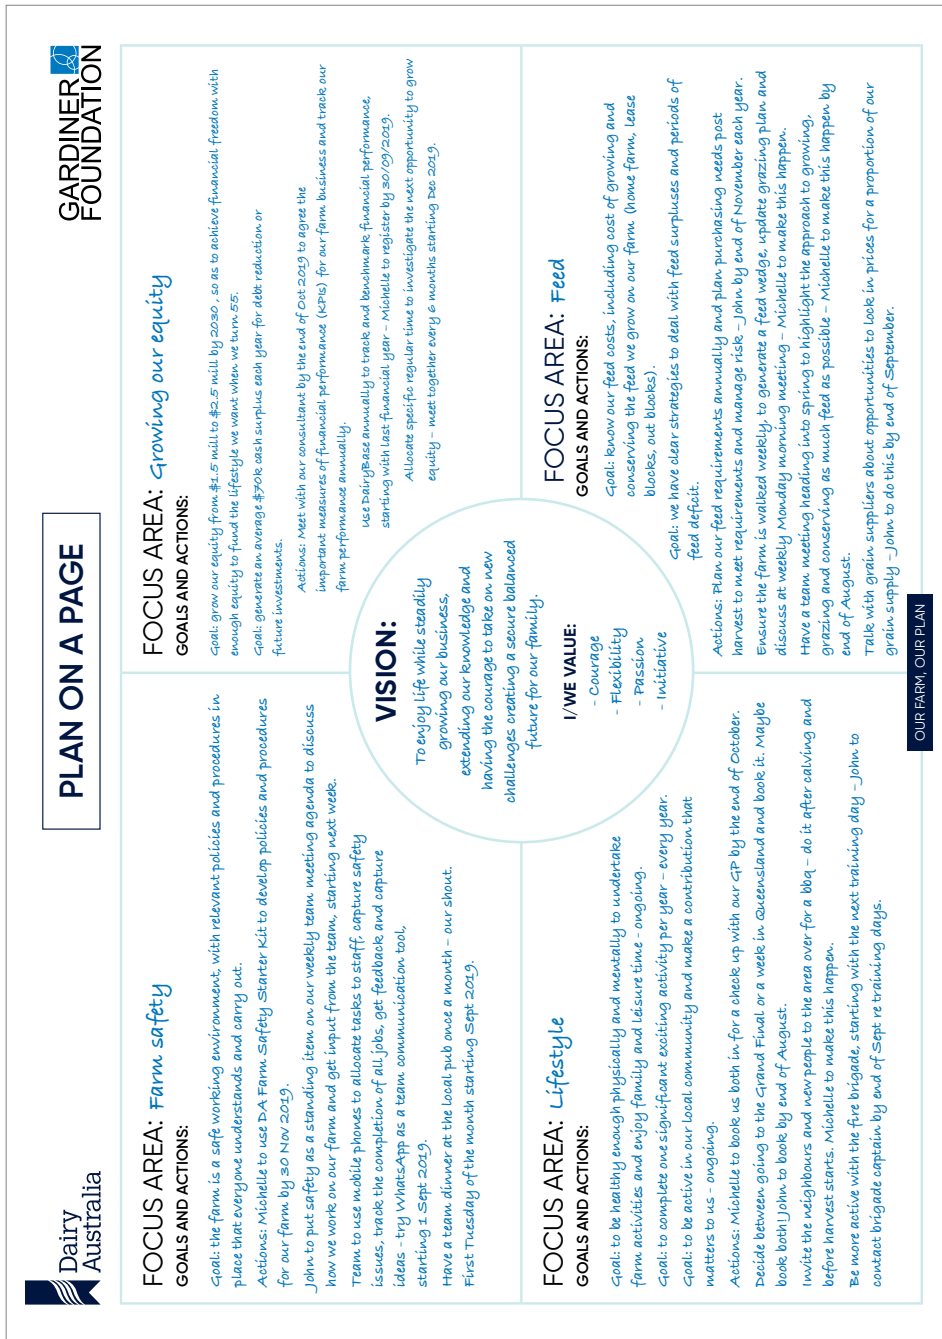 Dairy
Australia
PLAN ON A PAGE
GARDINER
FOUNDATION
FOCUS AREA: Farm safety
GOALS AND ACTIONS:
Goal: the farm is a safe working environment, with relevant policies and procedures in
place that everyone understands and carry out.
Actions: Michelle to use DA Farm Safety Starter Kit to develop policies and procedures
for our farm by 30 Nov 2019.
John to put safety as a standing item on our weekly team meeting agenda to discuss
how we work on our farm and get input from the team, starting next week.
Team to use mobile phones to allocate tasks to staff, capture safety
issues, track the completion of all jobs, get feedback and capture
ideas - try WhatsApp as a team communication tool,
starting 1 Sept 2019.
Have a team dinner at the local pub once a month – our shout.
First Tuesday of the month starting Sept 2019.
FOCUS AREA: Growing our equity
GOALS AND ACTIONS:
Goal: grow our equity from $1.5 mill to $2.5 mill by 2030 , so as to achieve financial freedom with
enough equity to fund the lifestyle we want when we turn 55.
Goal: generate an average $70k cash surplus each year for debt reduction or
future investments.
Actions: Meet with our consultant by the end of Oct 2019 to agree the
important measures of financial performance (KPIs) for our farm business and track our
farm performance annually.
use DairyBase annually to track and benchmark financial performance,
starting with last financial year – Michelle to register by 30/09/2019.
Allocate specific regular time to investigate the next opportunity to grow
equity – meet together every 6 months starting Dec 2019.
VISION:
To enjoy life while steadily
growing our business,
extending our knowledge and
having the courage to take on new
challenges creating a secure balanced
future for our family.
I/WE VALUE:
- Courage
- Flexibility
- Passion
- Initiative
FOCUS AREA: Lifestyle
GOALS AND ACTIONS:
Goal: to be healthy enough physically and mentally to undertake
farm activities and enjoy family and leisure time - ongoing.
Goal: to complete one significant exciting activity per year – every year.
Goal: to be active in our local community and make a contribution that
matters to us - ongoing.
Actions: Michelle to book us both in for a check up with our GP by the end of October.
Decide between going to the Grand Final or a week in Queensland and book it. Maybe
book both! John to book by end of August.
Invite the neighbours and new people to the area over for a bbq – do it after calving and
before harvest starts. Michelle to make this happen.
Be more active with the fire brigade, starting with the next training day – John to
contact brigade captain by end of Sept re training days.
FOCUS AREA: Feed
GOALS AND ACTIONS:
Goal: know our feed costs, including cost of growing and
conserving the feed we grow on our farm (home farm, lease
blocks, out blocks).
Goal: we have clear strategies to deal with feed surpluses and periods of
feed deficit.
Actions: Plan our feed requirements annually and plan purchasing needs post
harvest to meet requirements and manage risk – John by end of November each year.
Ensure the farm is walked weekly, to generate a feed wedge, update grazing plan and
discuss at weekly Monday morning meeting – Michelle to make this happen.
Have a team meeting heading into spring to highlight the approach to growing,
grazing and conserving as much feed as possible – Michelle to make this happen by
end of August.
Talk with grain suppliers about opportunities to lock in prices for a proportion of our
grain supply – John to do this by end of September.
OUR FARM, OUR PLAN